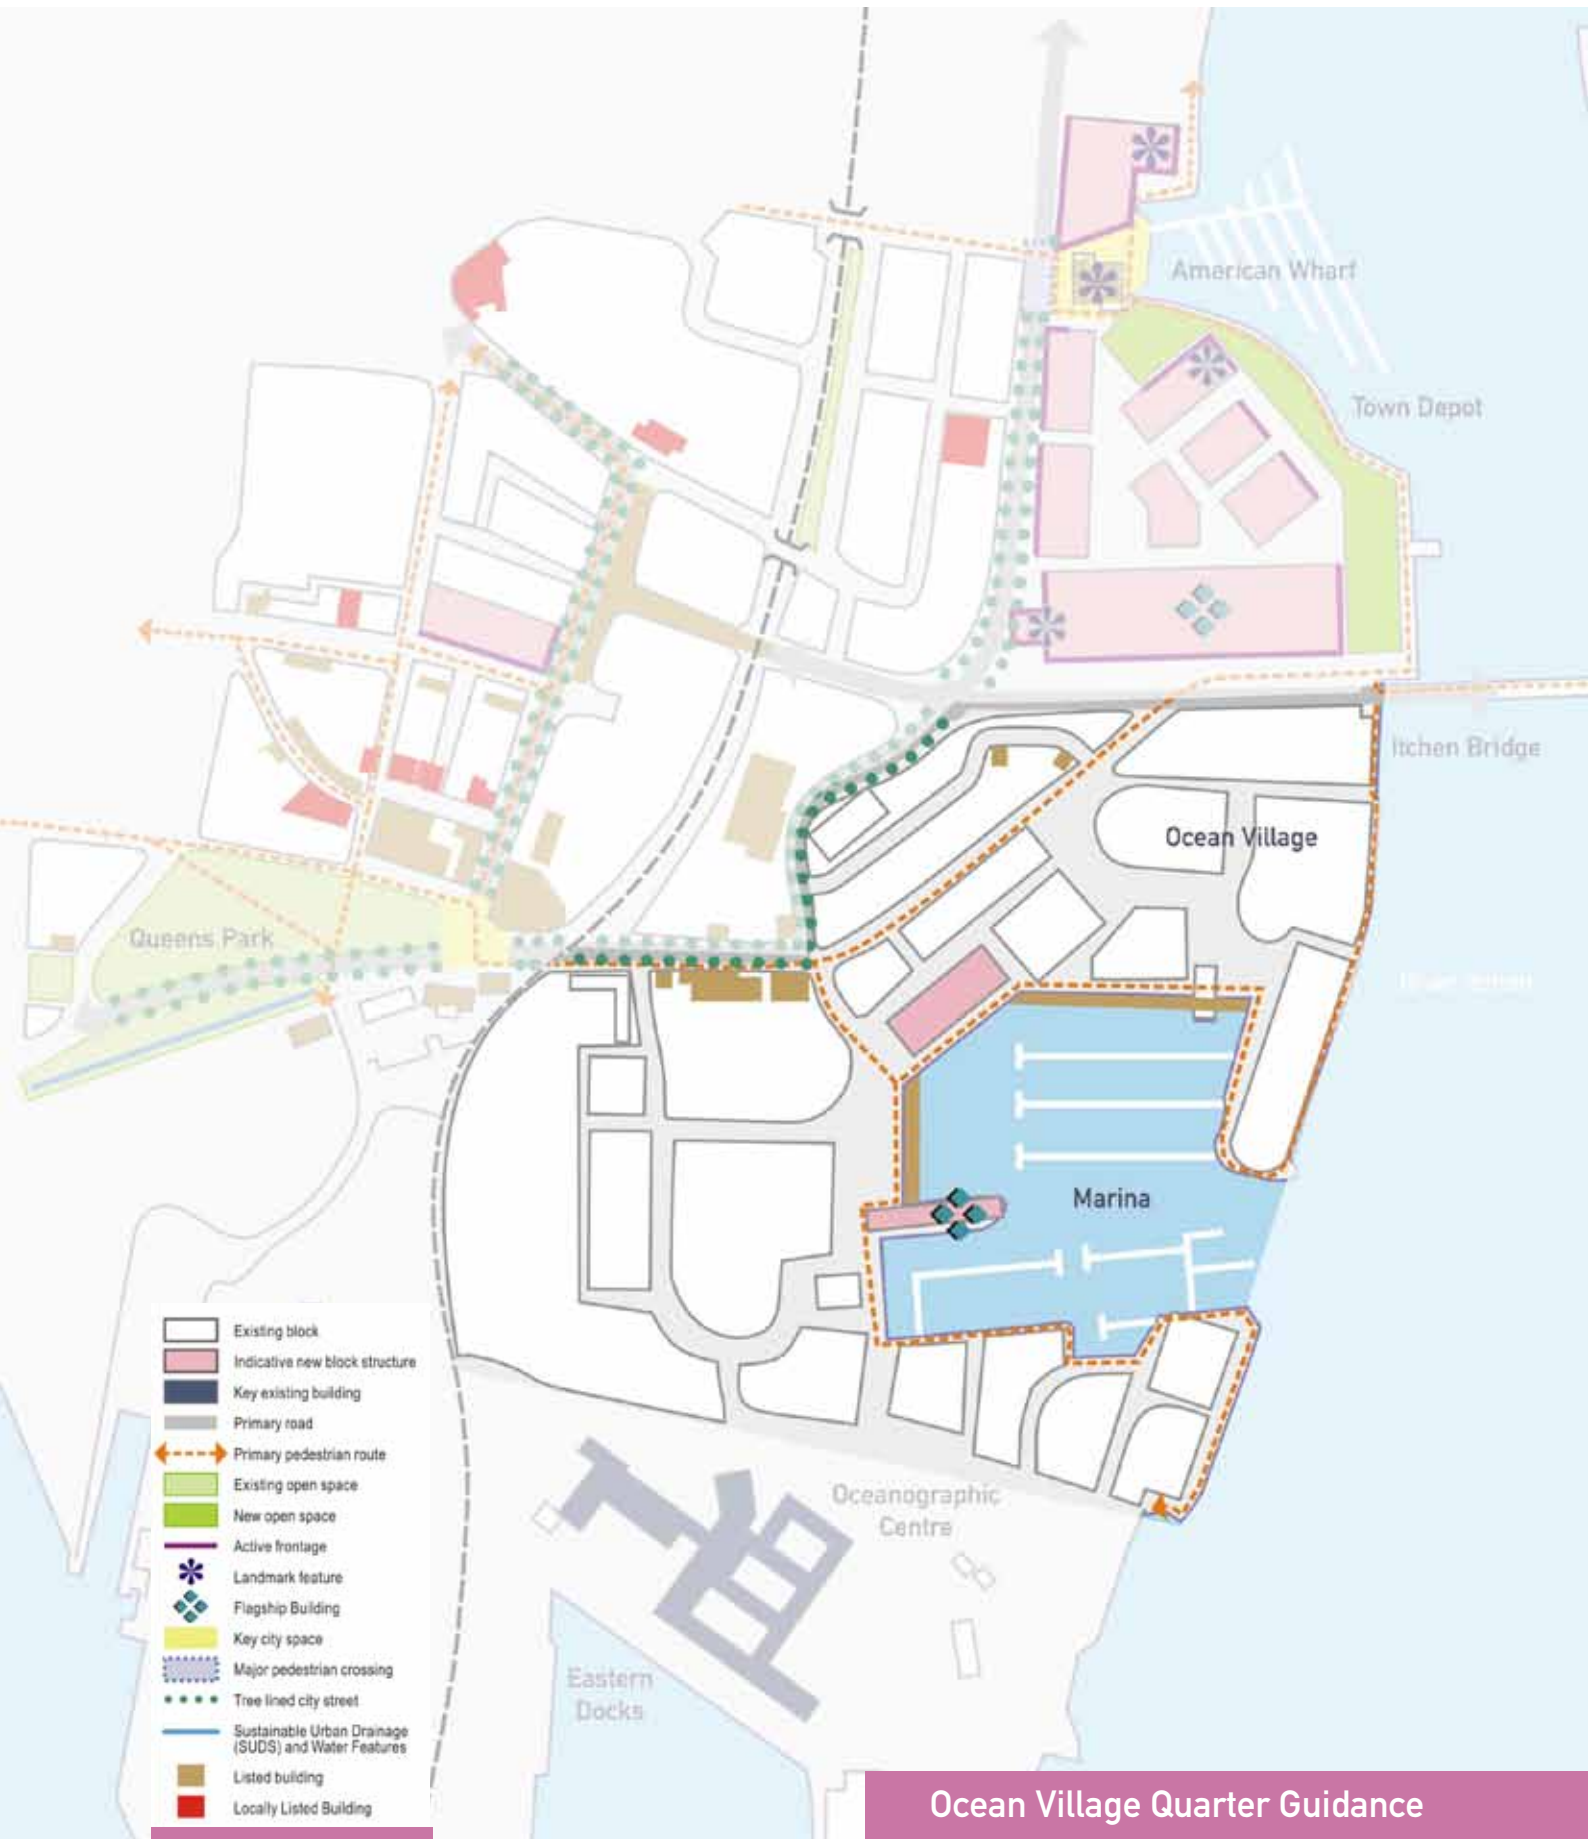 American Wharf
Town Depot
Itchen Bridge
Ocean Village
Queens Park
Marina
Oceanographic
Centre
Eastern
Docks
Existing block
Indicative new block structure
Key existing building
Primary road
Primary pedestrian route
Existing open space
New open space
Active frontage
Landmark feature
Flagship Building
Key city space
Major pedestrian crossing
Tree lined city street
Sustainable Urban Drainage
(SUDS) and Water Features
Listed building
Locally Listed Building
Ocean Village Quarter Guidance